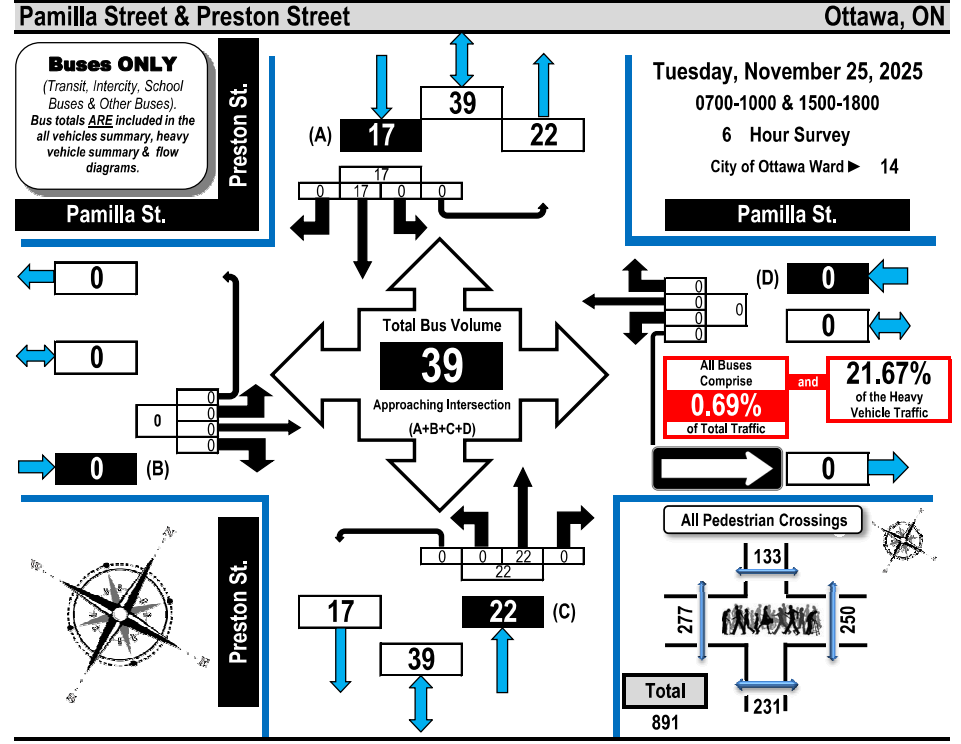 Pamilla Street & Preston Street
Ottawa, ON
Buses ONLY
(Transit, Intercity, School
Buses & Other Buses).
Bus totals ARE included in the
all vehicles summary, heavy
vehicle summary & flow
diagrams.
Preston St.
Pamilla St.
39
(A)
17
22
17
0
17
0
0
Tuesday, November 25, 2025
0700-1000 & 1500-1800
6 Hour Survey
City of Ottawa Ward ► 14
Pamilla St.
0
0
0
0
0
0
0
0
(B)
Total Bus Volume
39
Approaching Intersection
(A+B+C+D)
0
0
0
0
0
(D)
0
0
All Buses
Comprise
0.69%
of Total Traffic
and
21.67%
of the Heavy
Vehicle Traffic
0
Preston St.
0
0
22
0
22
17
22
(C)
39
All Pedestrian Crossings
133
277
250
231
Total
891